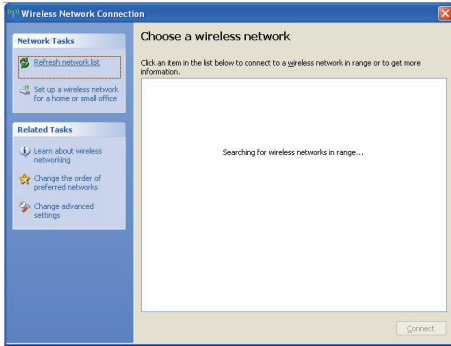 Wireless Network Connection
Network Tasks
Refresh network list
Set up a wireless network
for a home or small office
Related Tasks
Learn about wireless
networking
Change the order of
preferred networks
Change advanced
settings
Choose a wireless network
Click an item in the list below to connect to a wireless network in range or to get more
information.
Searching for wireless networks in range...
Connect